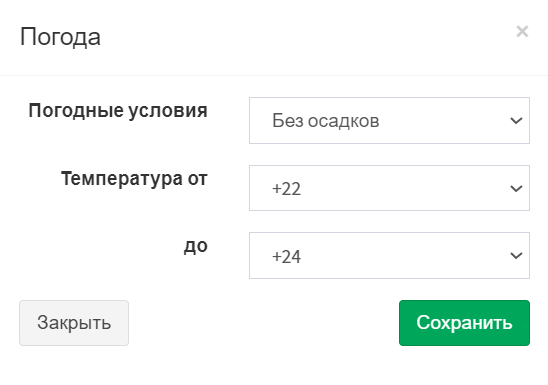 Погода
×
Погодные условия
Без осадков
Температура от
+22
до
+24
Закрыть
Сохранить